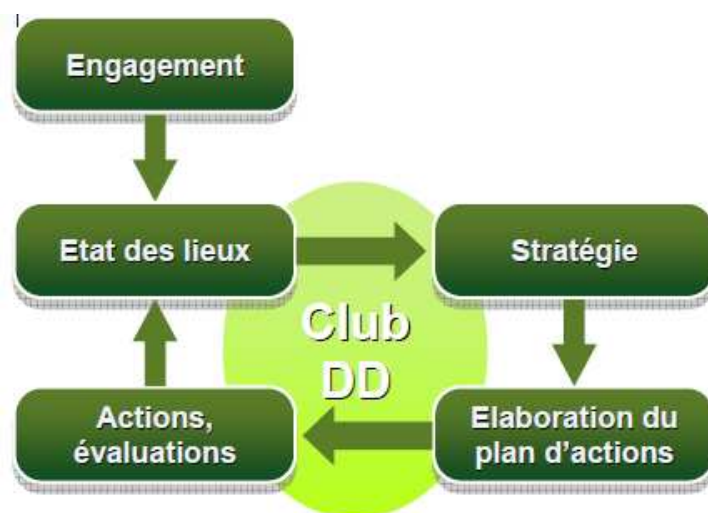 Engagement
Etat des lieux
Stratégie
Club
DD
Actions,
évaluations
Elaboration du
plan d'actions